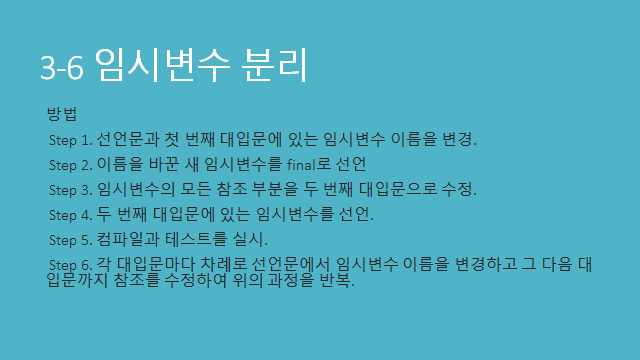 3-6 임시변수 분리
방법
Step 1. 선언문과 첫 번째 대입문에 있는 임시변수 이름을 변경.
Step 2. 이름을 바꾼 새 임시변수를 final로 선언
Step 3. 임시변수의 모든 참조 부분을 두 번째 대입문으로 수정.
Step 4. 두 번째 대입문에 있는 임시변수를 선언.
Step 5. 컴파일과 테스트를 실시.
Step 6. 각 대입문마다 차례로 선언문에서 임시변수 이름을 변경하고 그 다음 대
입문까지 참조를 수정하여 위의 과정을 반복.